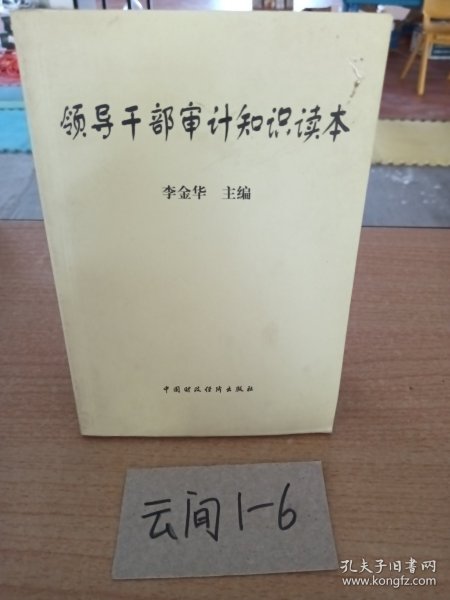 领导干部审计知识读本
李金华 主编
中国财政经济出版社
云间1-6
孔夫子旧书网
www.kongfz.com